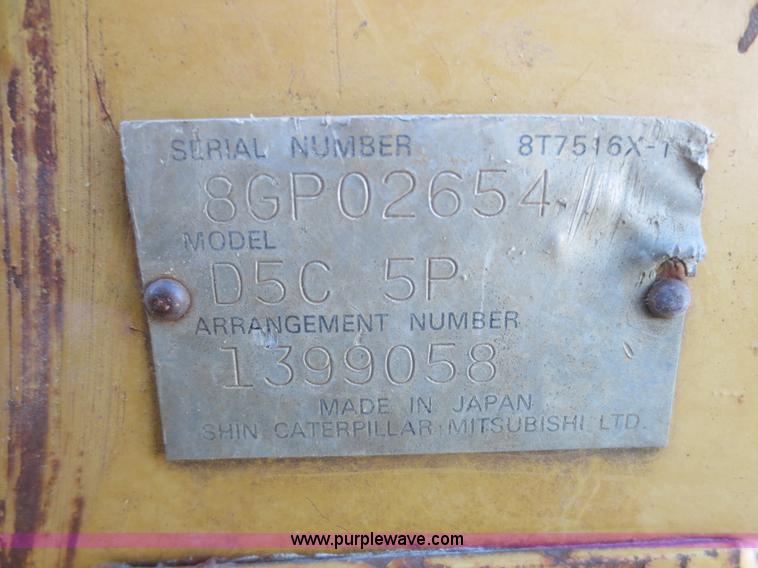 SERIAL NUMBER 8T7516X-1
8GP02654
MODEL
D5C 5P
ARRANGEMENT NUMBER
1399058
MADE IN JAPAN
SHIN CATERPILLAR MITSUBISHI LTD.
www.purplewave.com